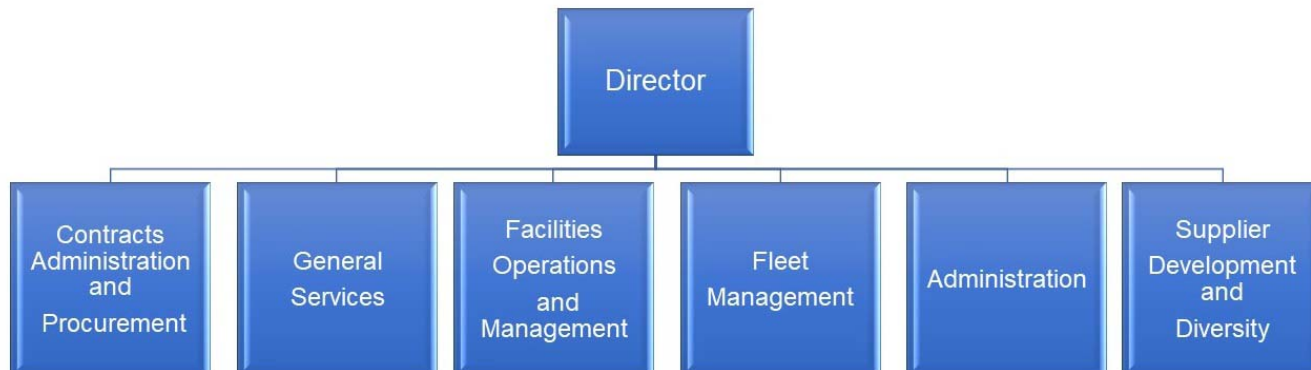 Director
Contracts
Administration
and
Procurement
General
Services
Facilities
Operations
and
Management
Fleet
Management
Administration
Supplier
Development
and
Diversity